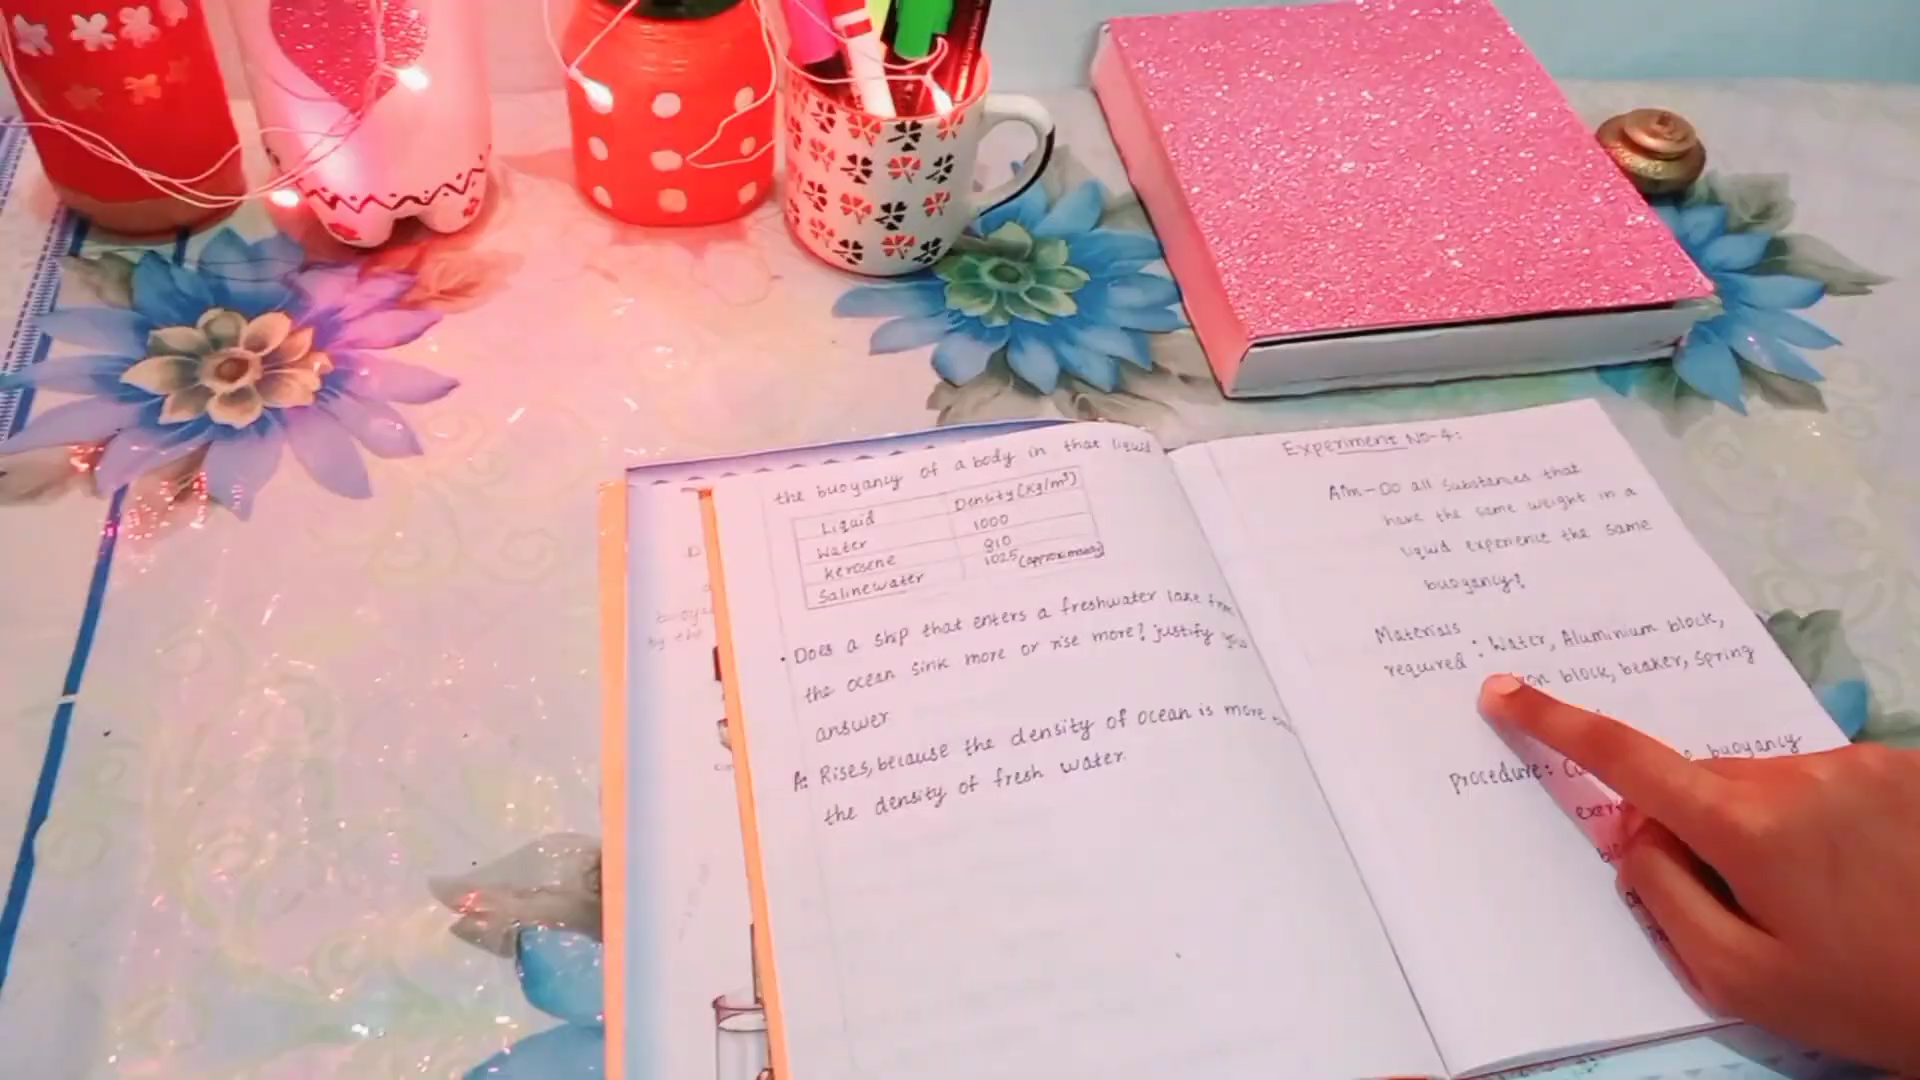 the buoyancy of a body in that liquid
Liquid Density (Kg/m³)
Water 1000
Kerosene 810
Salinewater 1025 (approximately)
• Does a ship that enters a freshwater lake from
the ocean sink more or rise more? justify your
answer
A: Rises, because the density of ocean is more
the density of fresh water.
Experiment No-4:
Aim - Do all substances that
have the same weight in a
liquid experience the same
buoyancy?
Materials
required : Water, Aluminium block,
block, beaker, spring
procedure: buoyancy